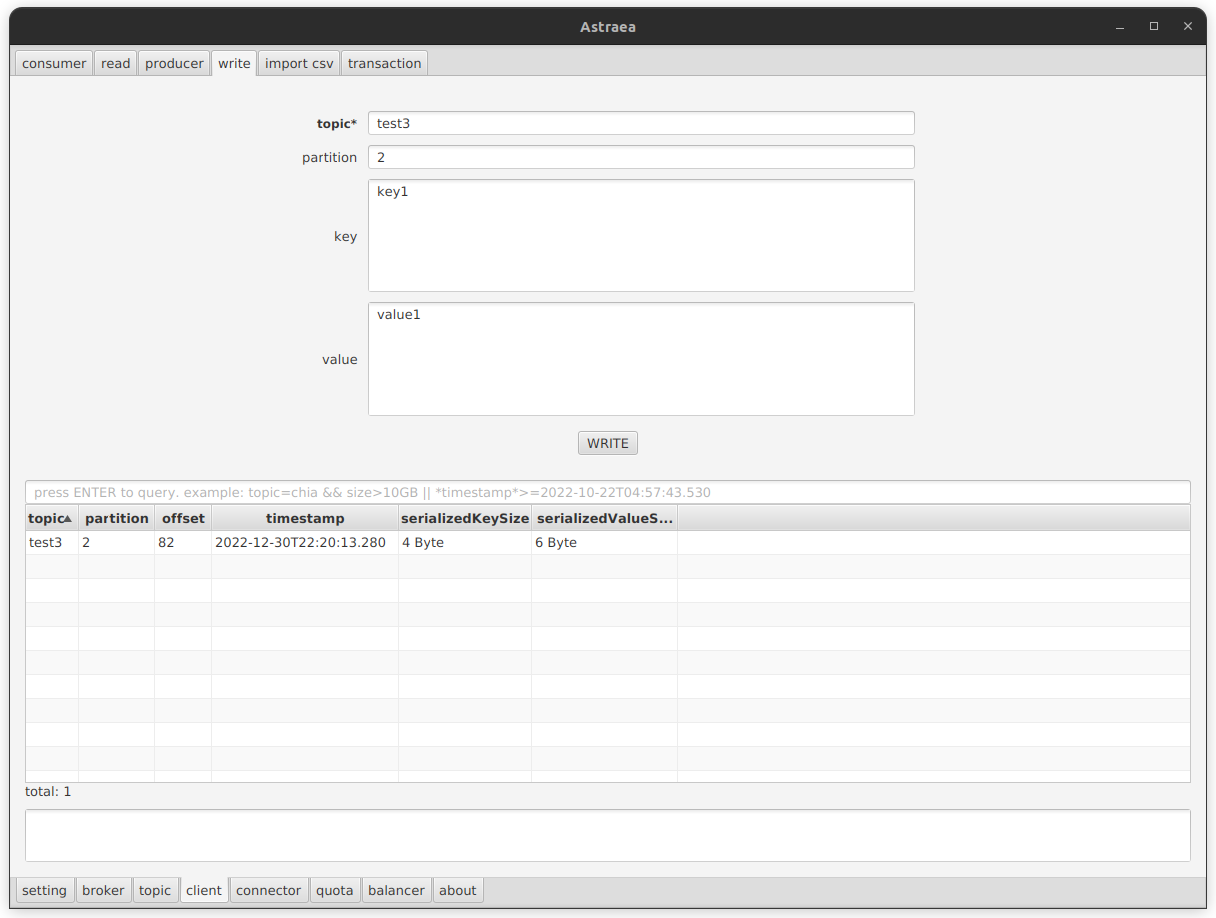 Astraea
consumer read producer write import csv transaction
topic* test3
partition 2
key key1
value value1
WRITE
press ENTER to query. example: topic=chia && size>10GB || *timestamp*>=2022-10-22T04:57:43.530
topic partition offset timestamp serializedKeySize serializedValueS...
test3 2 82 2022-12-30T22:20:13.280 4 Byte 6 Byte
total: 1
setting broker topic client connector quota balancer about